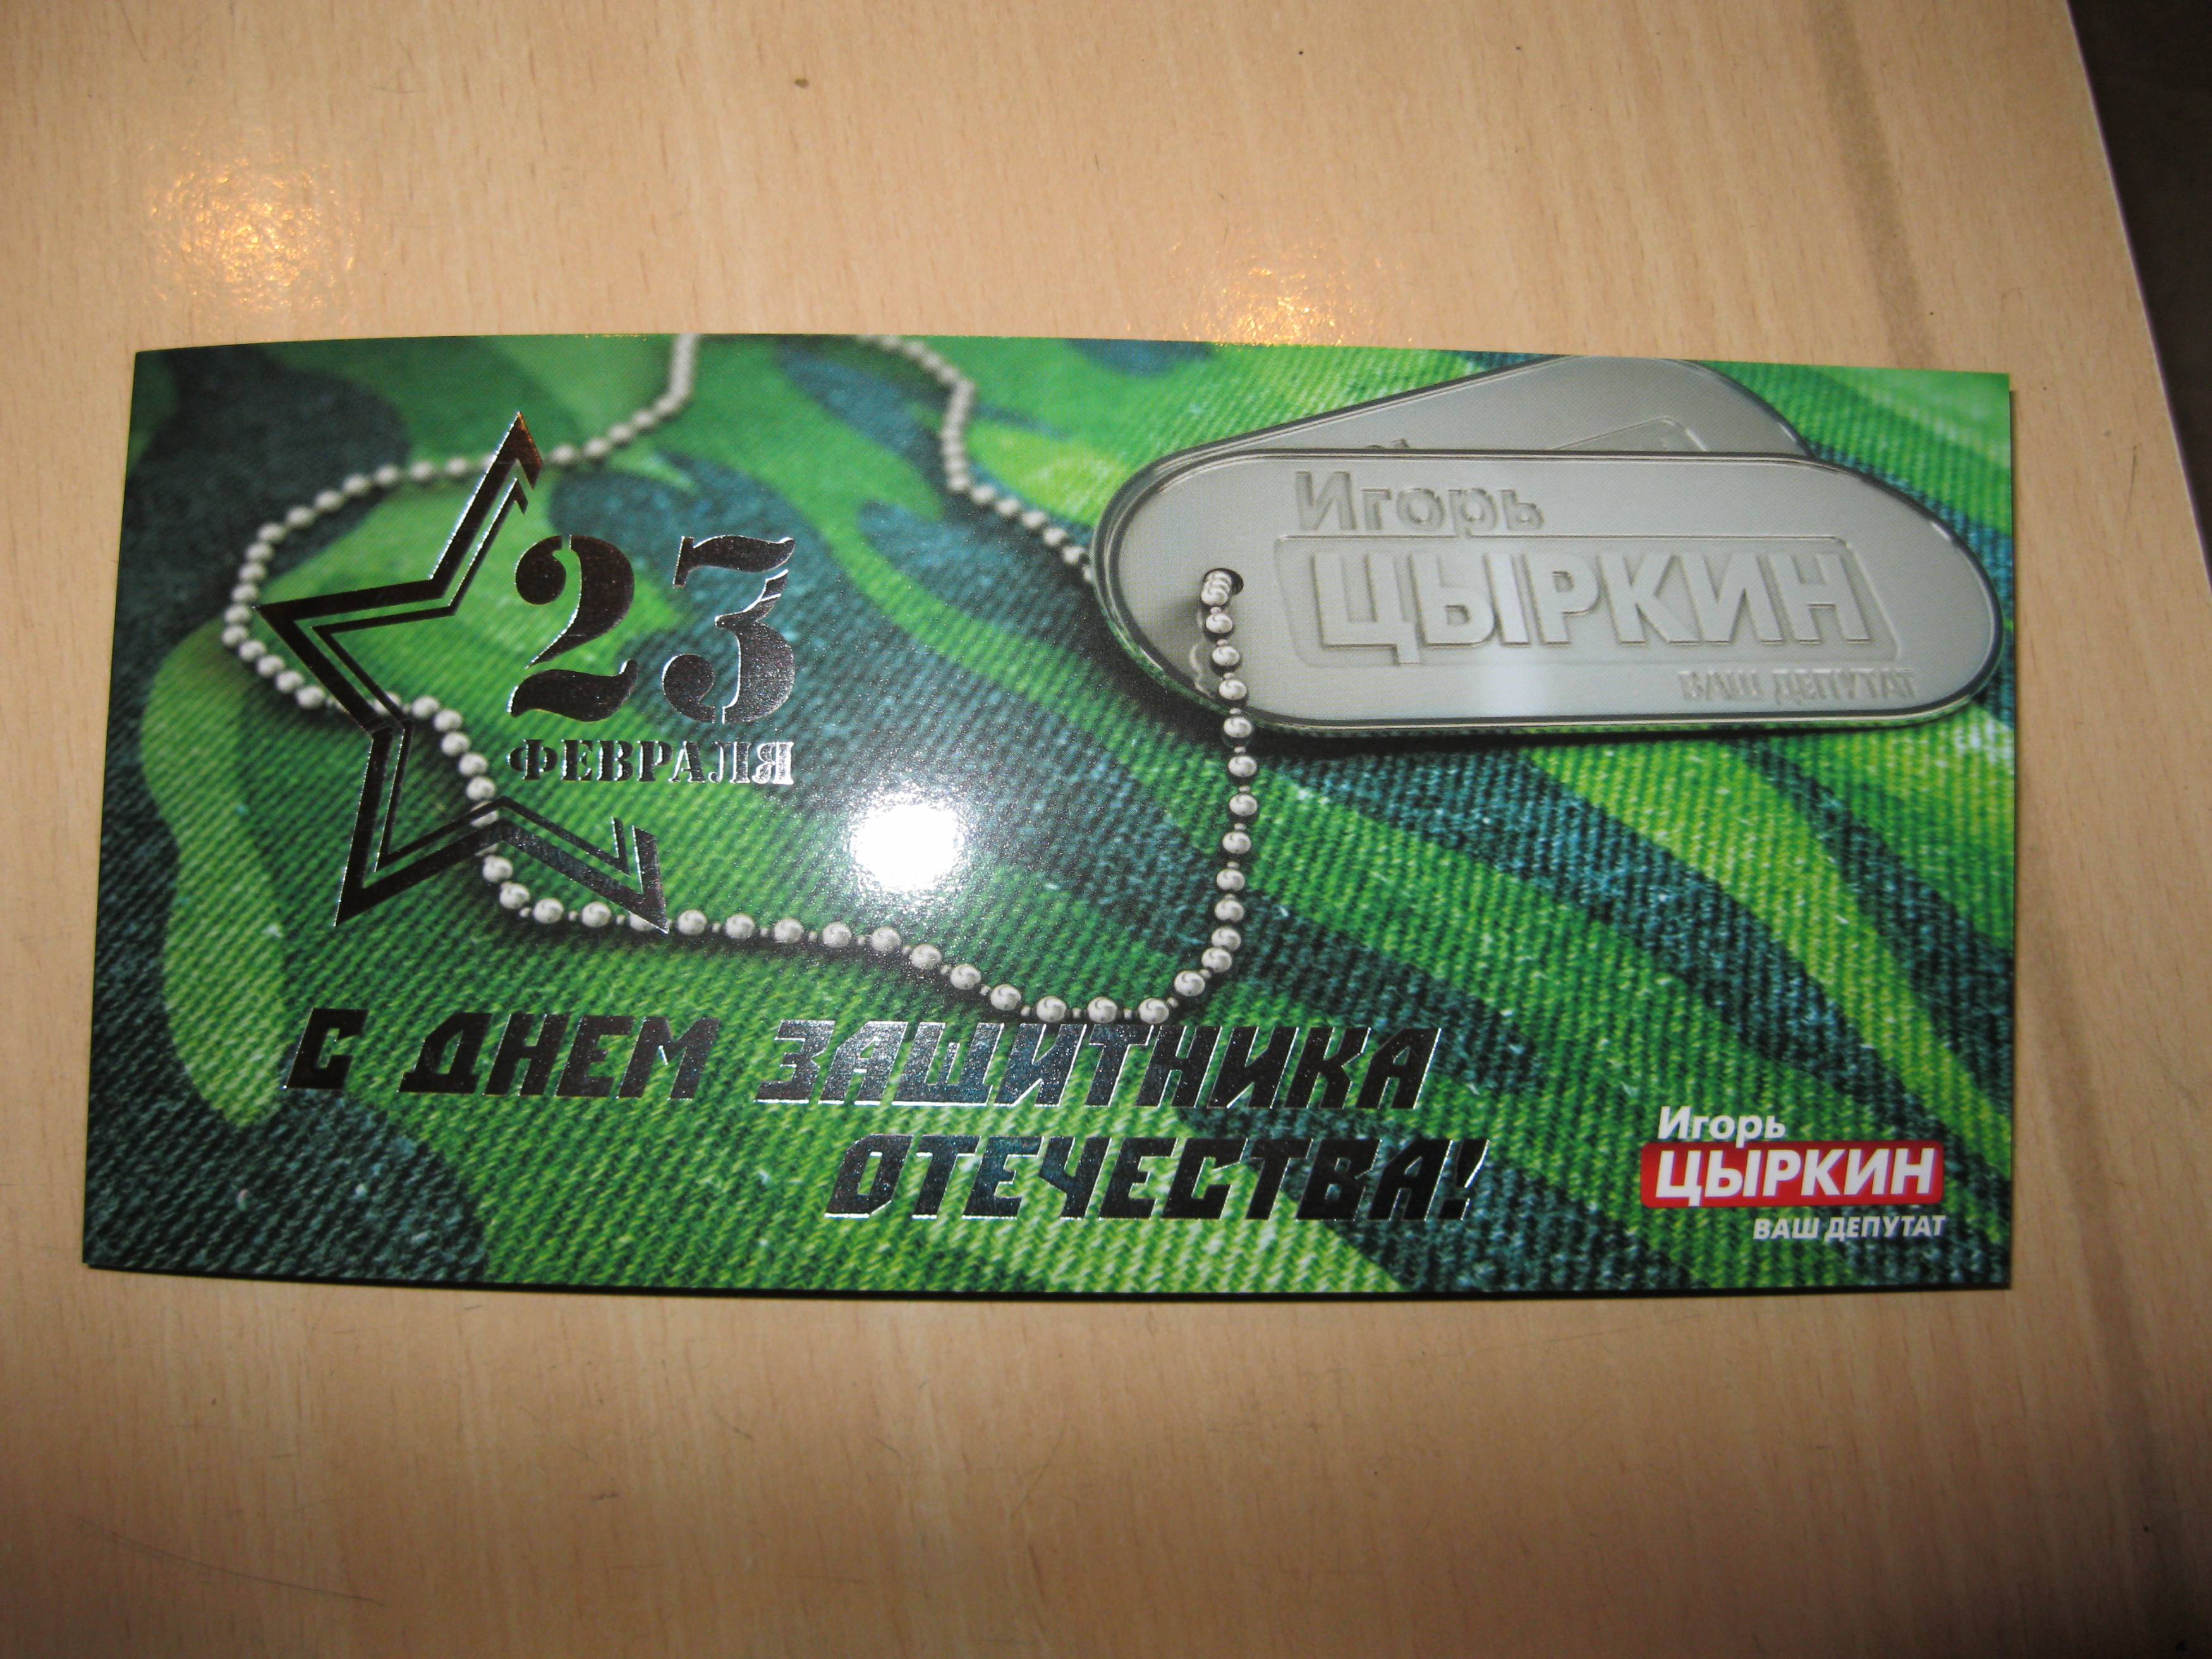 23
ФЕВРАЛЯ
Игорь
ЦЫРКИН
ВАШ ДЕПУТАТ
С ДНЕМ ЗАЩИТНИКА
ОТЕЧЕСТВА!
Игорь
ЦЫРКИН
ВАШ ДЕПУТАТ